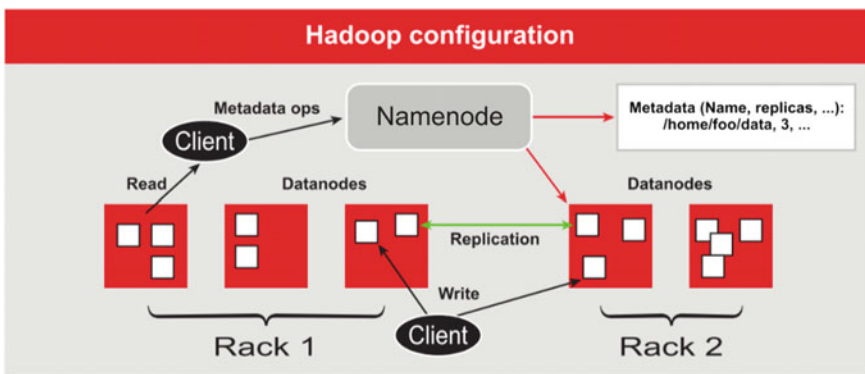 Hadoop configuration
Metadata ops
Namenode
Metadata (Name, replicas, ...):
/home/foo/data, 3, ...
Client
Read
Datanodes
Datanodes
Replication
Write
Client
Rack 1
Rack 2